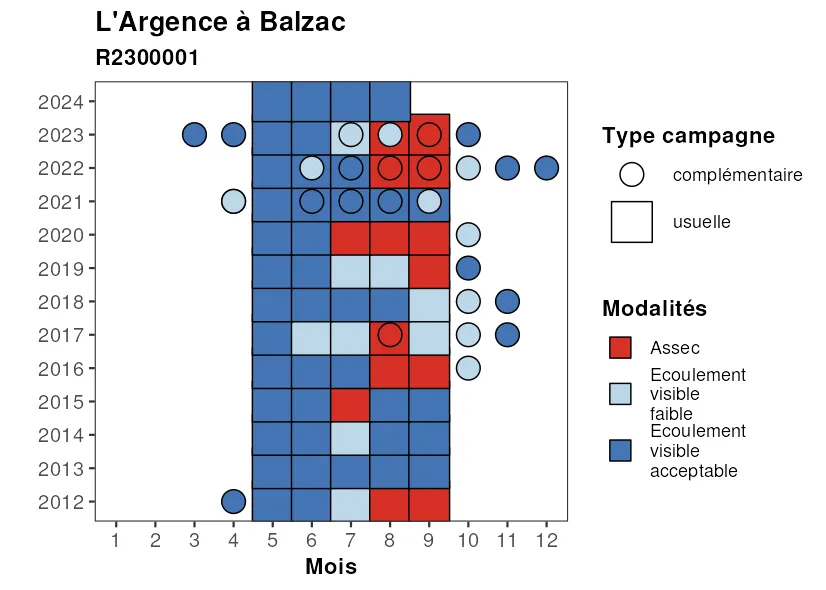 L'Argence à Balzac
R2300001
2024
2023
2022
2021
2020
2019
2018
2017
2016
2015
2014
2013
2012
1 2 3 4 5 6 7 8 9 10 11 12
Mois
Type campagne
complémentaire
usuelle
Modalités
Assec
Ecoulement
visible
faible
Ecoulement
visible
acceptable